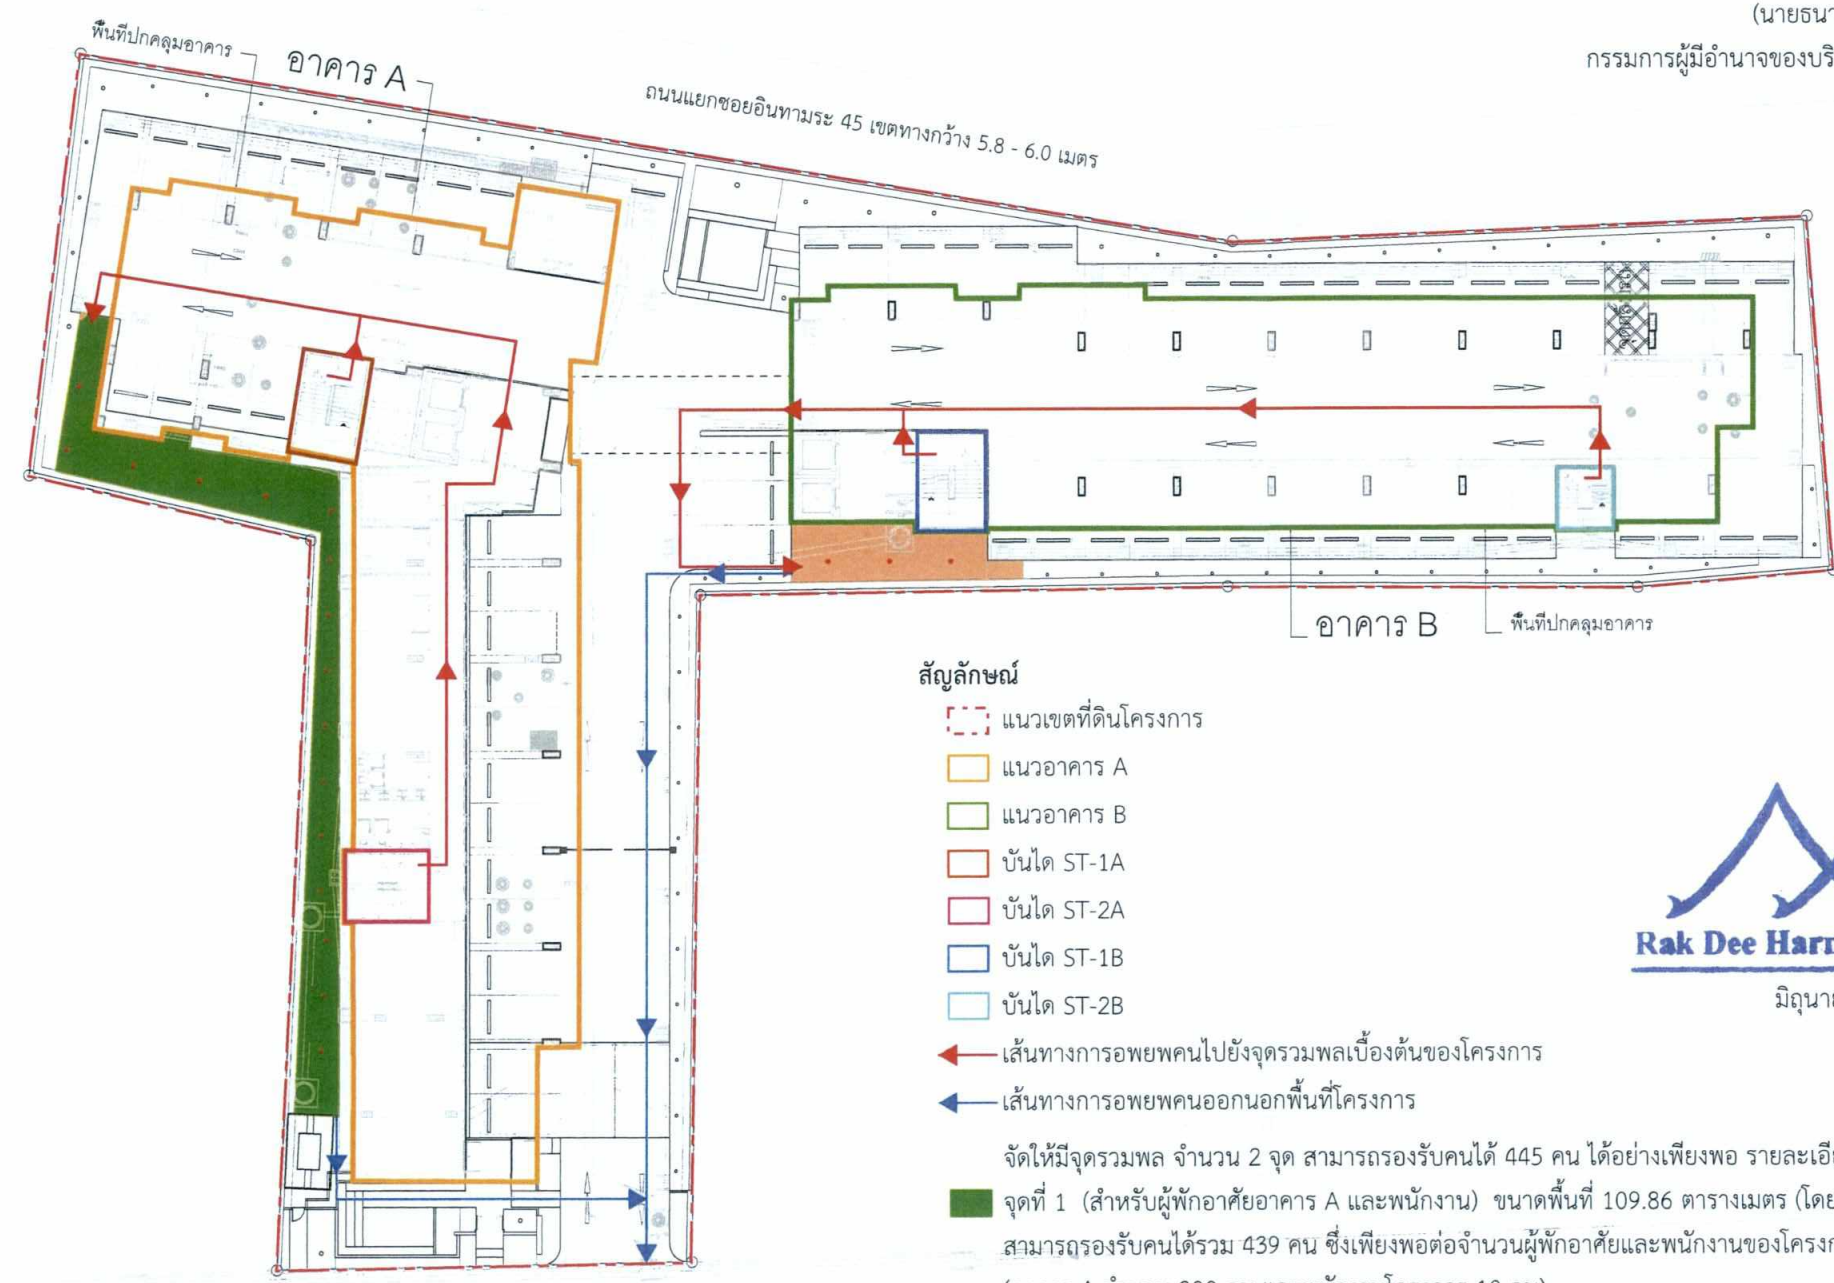 (นายธนา
กรรมการผู้มีอำนาจของบริ
พื้นที่ปกคลุมอาคาร
อาคาร A
ถนนแยกซอยอินทามระ 45 เขตทางกว้าง 5.8 - 6.0 เมตร
อาคาร B
พื้นที่ปกคลุมอาคาร
สัญลักษณ์
แนวเขตที่ดินโครงการ
แนวอาคาร A
แนวอาคาร B
บันได ST-1A
บันได ST-2A
บันได ST-1B
บันได ST-2B
เส้นทางการอพยพคนไปยังจุดรวมพลเบื้องต้นของโครงการ
เส้นทางการอพยพคนออกนอกพื้นที่โครงการ
Rak Dee Har
มิถุนา
จัดให้มีจุดรวมพล จำนวน 2 จุด สามารถรองรับคนได้ 445 คน ได้อย่างเพียงพอ รายละเอี
จุดที่ 1 (สำหรับผู้พักอาศัยอาคาร A และพนักงาน) ขนาดพื้นที่ 109.86 ตารางเมตร (โดย
สามารถรองรับคนได้รวม 439 คน ซึ่งเพียงพอต่อจำนวนผู้พักอาศัยและพนักงานของโครงก